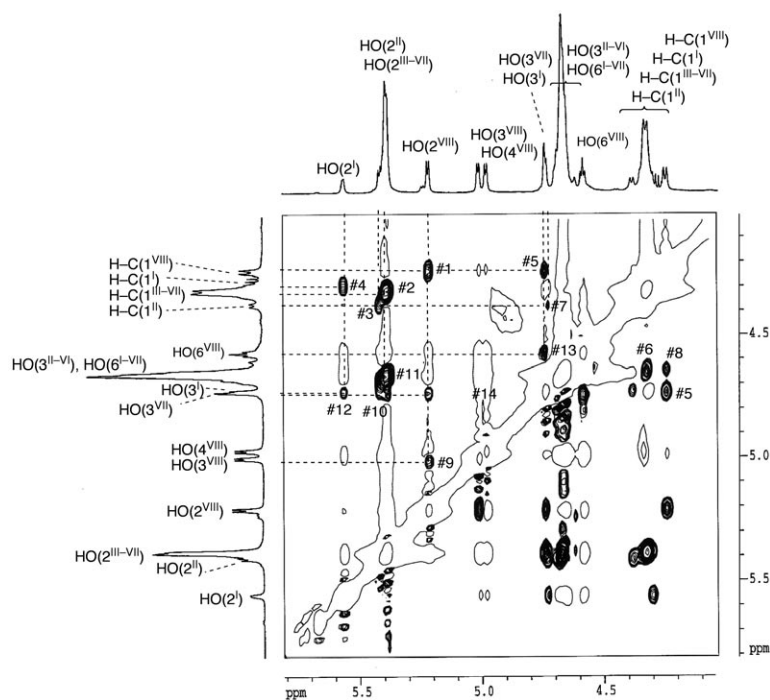 H–C(1^VIII)
H–C(1^I)
H–C(1^III–VII)
H–C(1^II)
HO(2^II)
HO(2^III–VII)
HO(3^VII)
HO(3^I)
HO(3^II–VI)
HO(6^I–VII)
HO(2^I)
HO(2^VIII)
HO(3^VIII)
HO(4^VIII)
HO(6^VIII)
H–C(1^VIII)
H–C(1^I)
H–C(1^III–VII)
H–C(1^II)
HO(6^VIII)
HO(3^II–VI), HO(6^I–VII)
HO(3^I)
HO(3^VII)
HO(4^VIII)
HO(3^VIII)
HO(2^VIII)
HO(2^III–VII)
HO(2^II)
HO(2^I)
#1
#5
#4
#2
#3
#7
#13
#6
#8
#11
#12
#10
#14
#5
#9
4.5
5.0
5.5
ppm
ppm
5.5
5.0
4.5